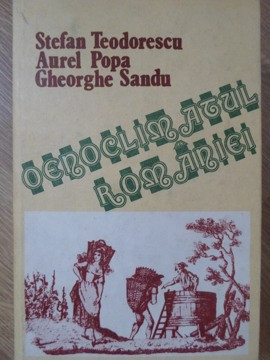 Stefan Teodorescu
Aurel Popa
Gheorghe Sandu
OENOCLIMATUL
ROMÂNIEI